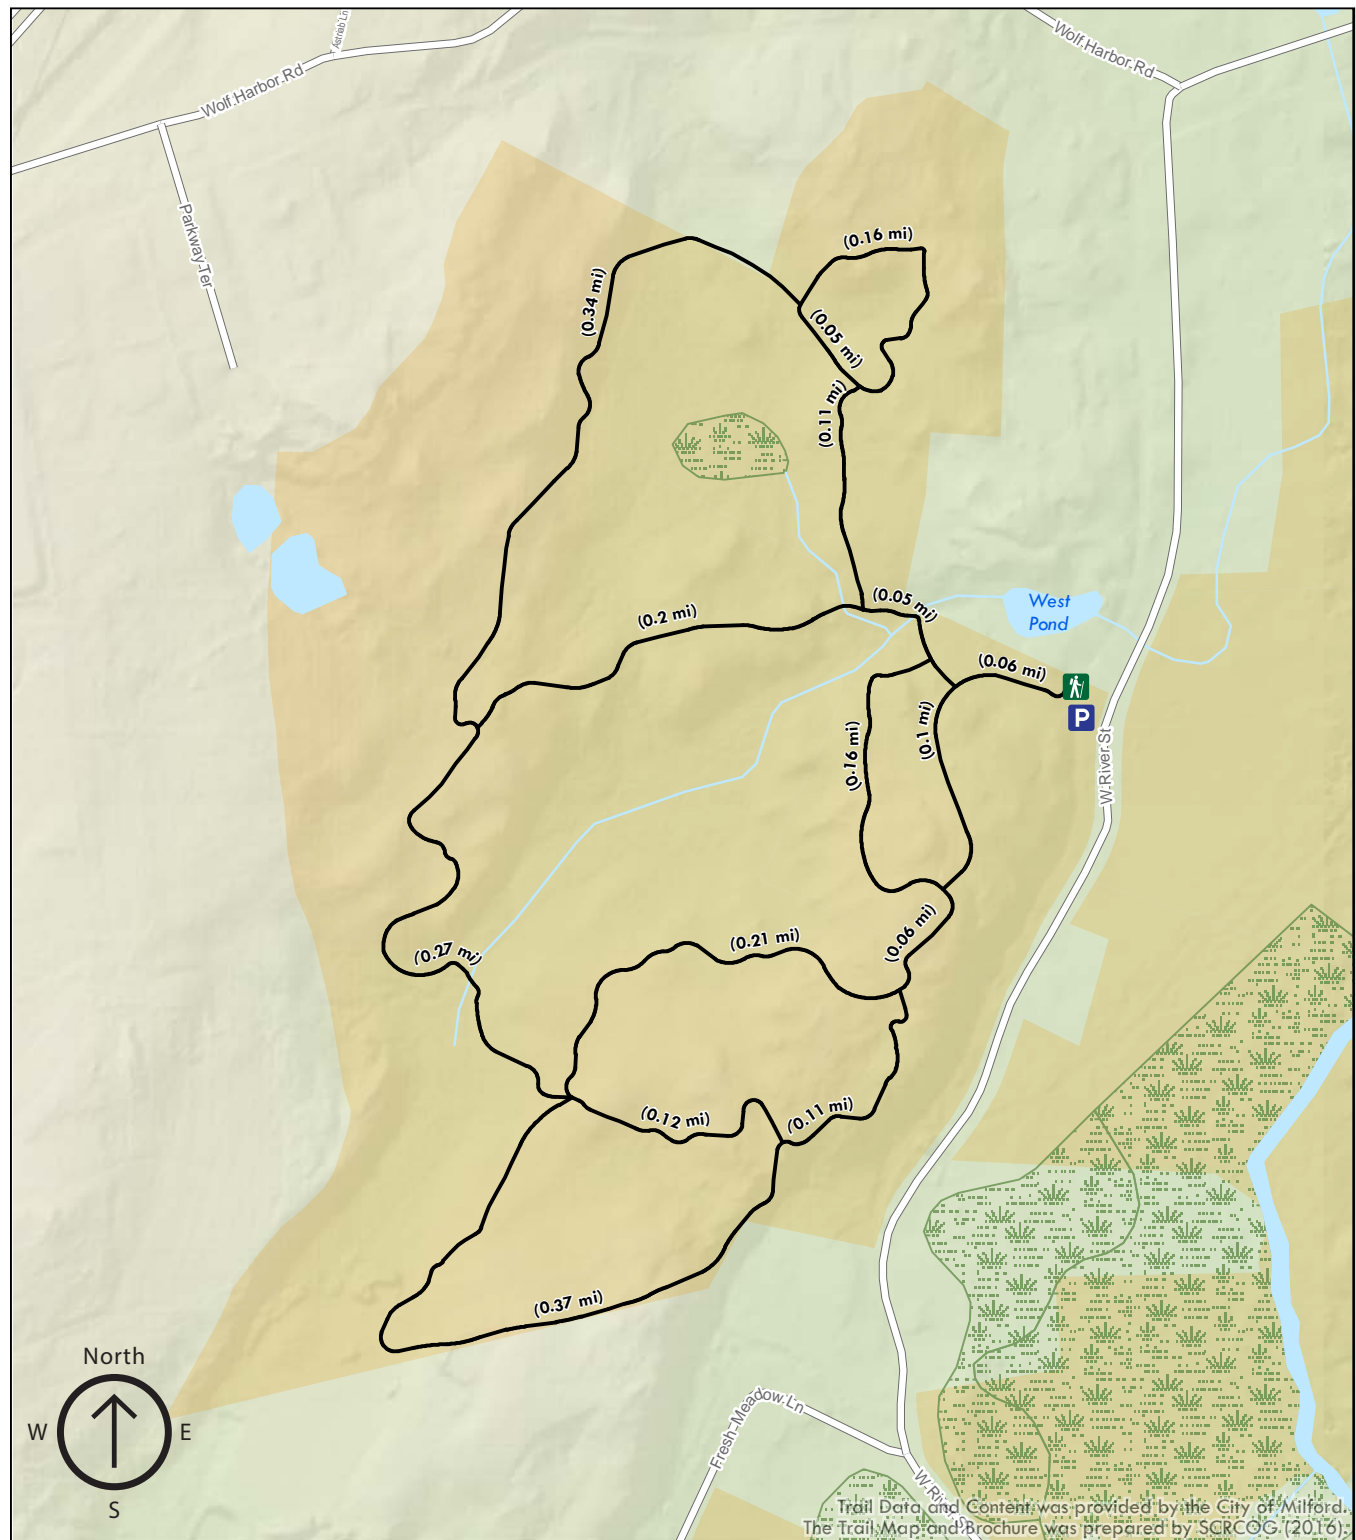 Astriab Ln
Wolf Harbor Rd
Wolf Harbor Rd
Parkway Ter
(0.16 mi)
(0.34 mi)
(0.05 mi)
(0.11 mi)
(0.05 mi)
(0.2 mi)
West
Pond
(0.06 mi)
P
(0.1 mi)
(0.16 mi)
W River St
(0.06 mi)
(0.21 mi)
(0.27 mi)
(0.12 mi)
(0.11 mi)
(0.37 mi)
North
W
E
S
Fresh Meadow Ln
W River St
Trail Data and Content was provided by the City of Milford.
The Trail Map and Brochure was prepared by SCRCOG (2016).